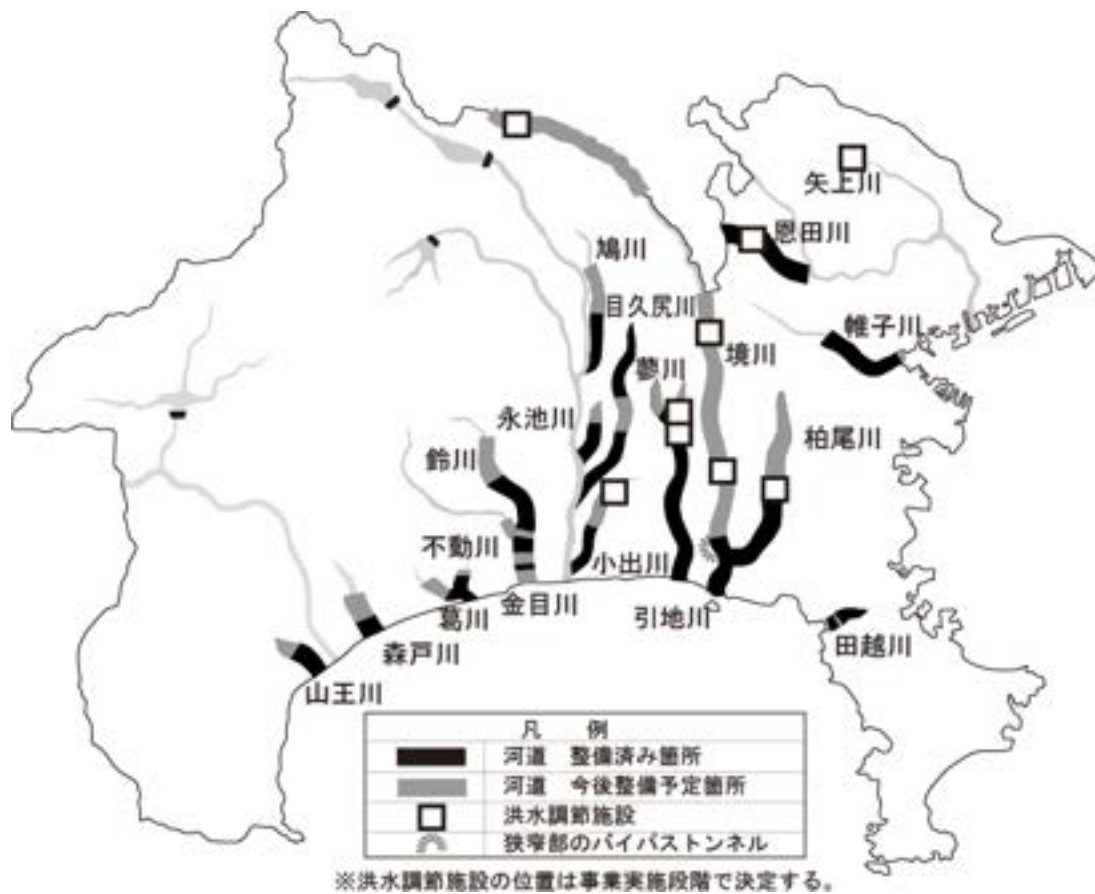 矢上川
恩田川
鳩川
目久尻川
帷子川
境川
蓼川
永池川
柏尾川
鈴川
不動川
小出川
葛川
金目川
引地川
田越川
森戸川
山王川
凡 例
河道 整備済み箇所
河道 今後整備予定箇所
洪水調節施設
狭窄部のバイパストンネル
※洪水調節施設の位置は事業実施段階で決定する。